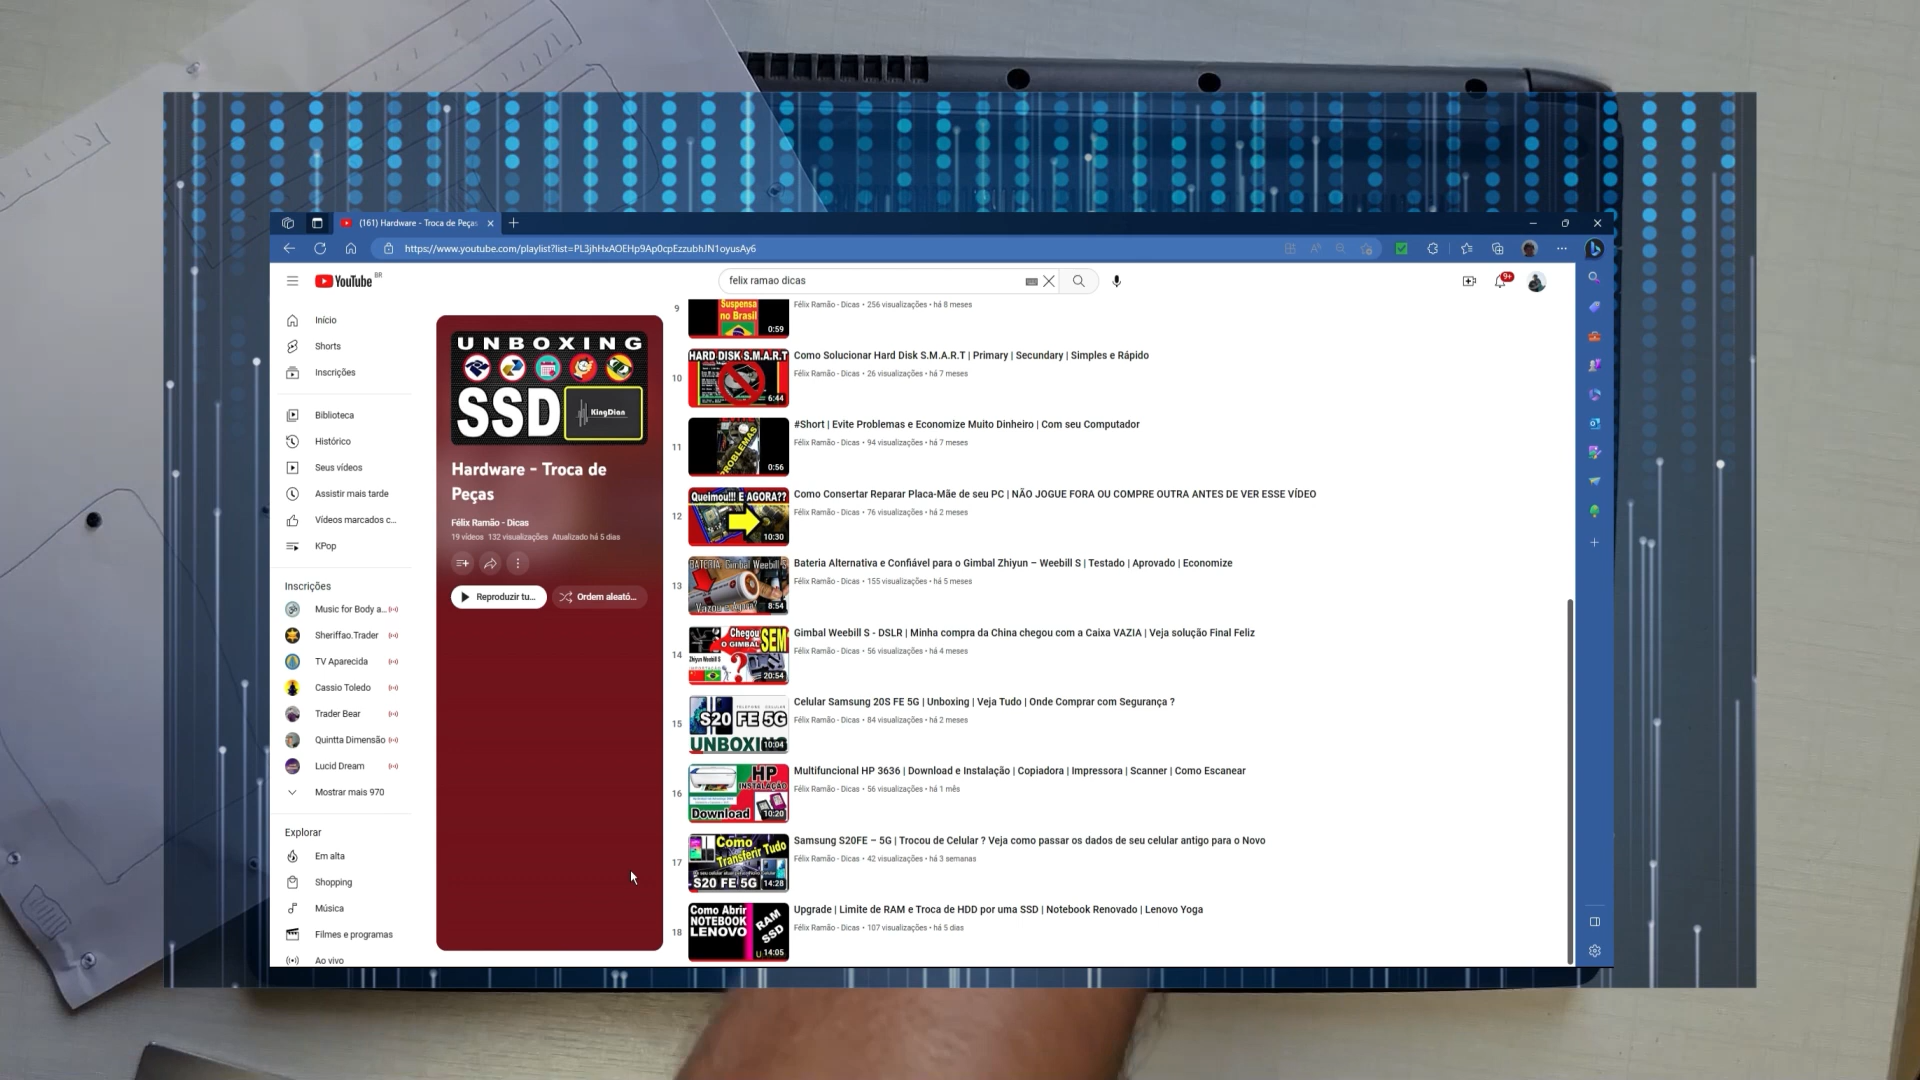 (161) Hardware - Troca de Peças
https://www.youtube.com/playlist?list=PL3jhHxAOEHp9Ap0cpEzzubhJN1oyusAy6
YouTube BR
felix ramao dicas
9+
Início
Shorts
Inscrições
Biblioteca
Histórico
Seus vídeos
Assistir mais tarde
Vídeos marcados c...
KPop
Inscrições
Music for Body a...
Sheriffao.Trader
TV Aparecida
Cassio Toledo
Trader Bear
Quintta Dimensão
Lucid Dream
Mostrar mais 970
Explorar
Em alta
Shopping
Música
Filmes e programas
Ao vivo
UNBOXING
SSD
KingDian
Hardware - Troca de
Peças
Félix Ramão - Dicas
19 vídeos 132 visualizações Atualizado há 5 dias
Reproduzir tu...
Ordem aleató...
9
Suspensa
no Brasil
0:59
Félix Ramão - Dicas • 256 visualizações • há 8 meses
10
HARD DISK S.M.A.R.T
6:44
Como Solucionar Hard Disk S.M.A.R.T | Primary | Secundary | Simples e Rápido
Félix Ramão - Dicas • 26 visualizações • há 7 meses
11
PROBLEMAS
0:56
#Short | Evite Problemas e Economize Muito Dinheiro | Com seu Computador
Félix Ramão - Dicas • 94 visualizações • há 7 meses
12
Queimou!!! E AGORA??
10:30
Como Consertar Reparar Placa-Mãe de seu PC | NÃO JOGUE FORA OU COMPRE OUTRA ANTES DE VER ESSE VÍDEO
Félix Ramão - Dicas • 76 visualizações • há 2 meses
13
BATERIA Gimbal Weebill S
Vazou e Agora?
8:54
Bateria Alternativa e Confiável para o Gimbal Zhiyun – Weebill S | Testado | Aprovado | Economize
Félix Ramão - Dicas • 155 visualizações • há 5 meses
14
Chegou SEM
O GIMBAL
Zhiyun Weebill S
20:54
Gimbal Weebill S - DSLR | Minha compra da China chegou com a Caixa VAZIA | Veja solução Final Feliz
Félix Ramão - Dicas • 56 visualizações • há 4 meses
15
S20 FE 5G
UNBOXING
10:04
Celular Samsung 20S FE 5G | Unboxing | Veja Tudo | Onde Comprar com Segurança ?
Félix Ramão - Dicas • 84 visualizações • há 2 meses
16
HP
INSTALAÇÃO
Download
10:20
Multifuncional HP 3636 | Download e Instalação | Copiadora | Impressora | Scanner | Como Escanear
Félix Ramão - Dicas • 56 visualizações • há 1 mês
17
Como
Transferir Tudo
S20 FE 5G
14:28
Samsung S20FE – 5G | Trocou de Celular ? Veja como passar os dados de seu celular antigo para o Novo
Félix Ramão - Dicas • 42 visualizações • há 3 semanas
18
Como Abrir
NOTEBOOK
LENOVO
RAM
SSD
14:05
Upgrade | Limite de RAM e Troca de HDD por uma SSD | Notebook Renovado | Lenovo Yoga
Félix Ramão - Dicas • 107 visualizações • há 5 dias